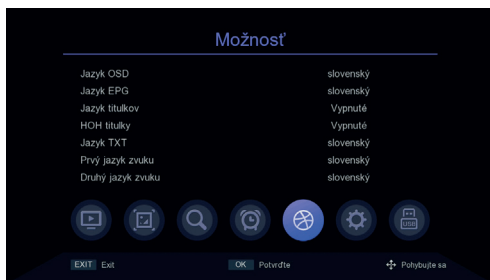 Možnosť
Jazyk OSD slovenský
Jazyk EPG slovenský
Jazyk titulkov Vypnuté
HOH titulky Vypnuté
Jazyk TXT slovenský
Prvý jazyk zvuku slovenský
Druhý jazyk zvuku slovenský
USB
EXIT Exit OK Potvrďte Pohybujte sa